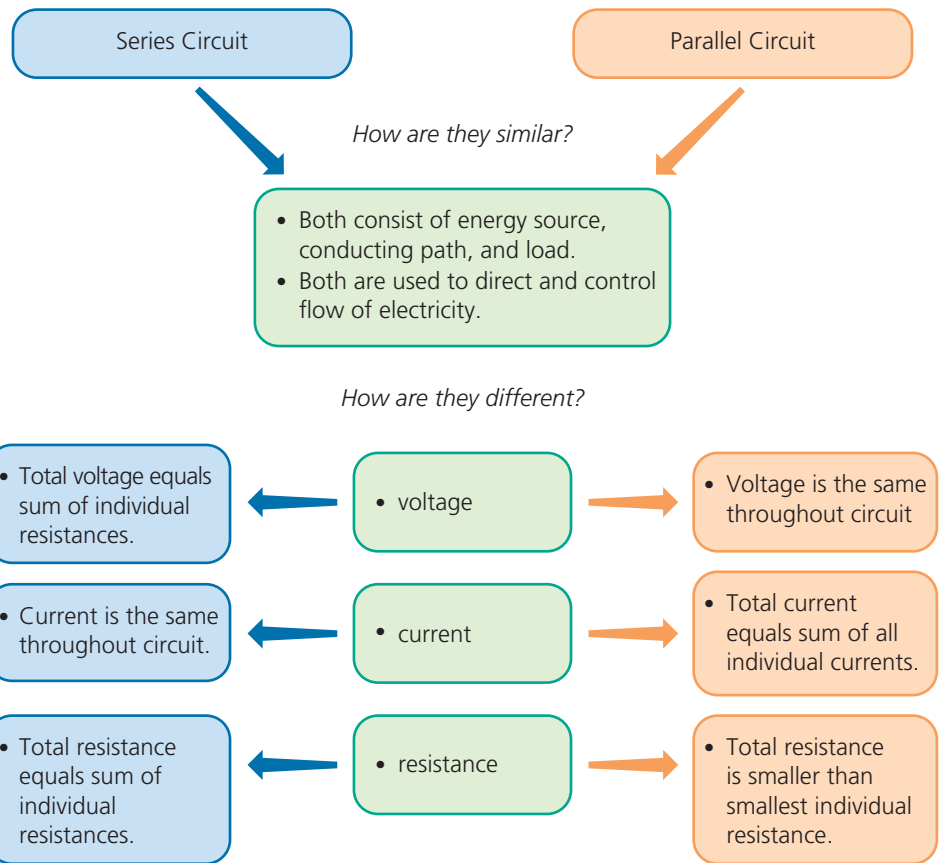 Series Circuit
Parallel Circuit
How are they similar?
• Both consist of energy source,
conducting path, and load.
• Both are used to direct and control
flow of electricity.
How are they different?
• Total voltage equals
sum of individual
resistances.
• voltage
• Voltage is the same
throughout circuit
• Current is the same
throughout circuit.
• current
• Total current
equals sum of all
individual currents.
• Total resistance
equals sum of
individual
resistances.
• resistance
• Total resistance
is smaller than
smallest individual
resistance.